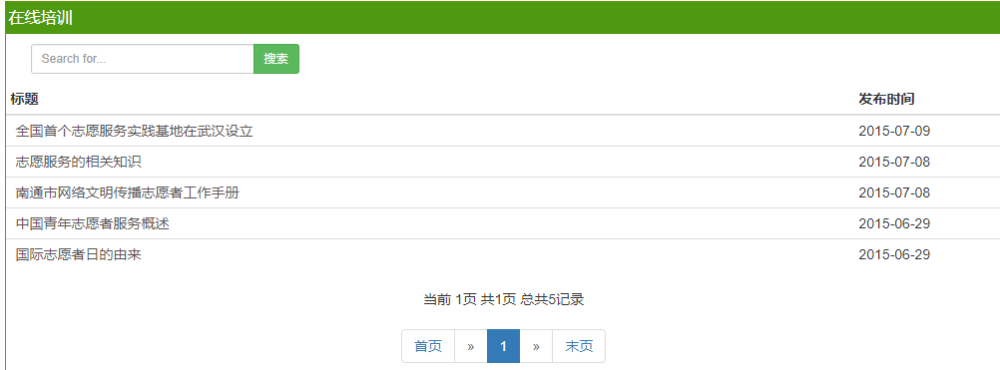 在线培训
Search for... 搜索
标题 发布时间
全国首个志愿服务实践基地在武汉设立 2015-07-09
志愿服务的相关知识 2015-07-08
南通市网络文明传播志愿者工作手册 2015-07-08
中国青年志愿者服务概述 2015-06-29
国际志愿者日的由来 2015-06-29
当前 1页 共1页 总共5记录
首页 » 1 » 末页